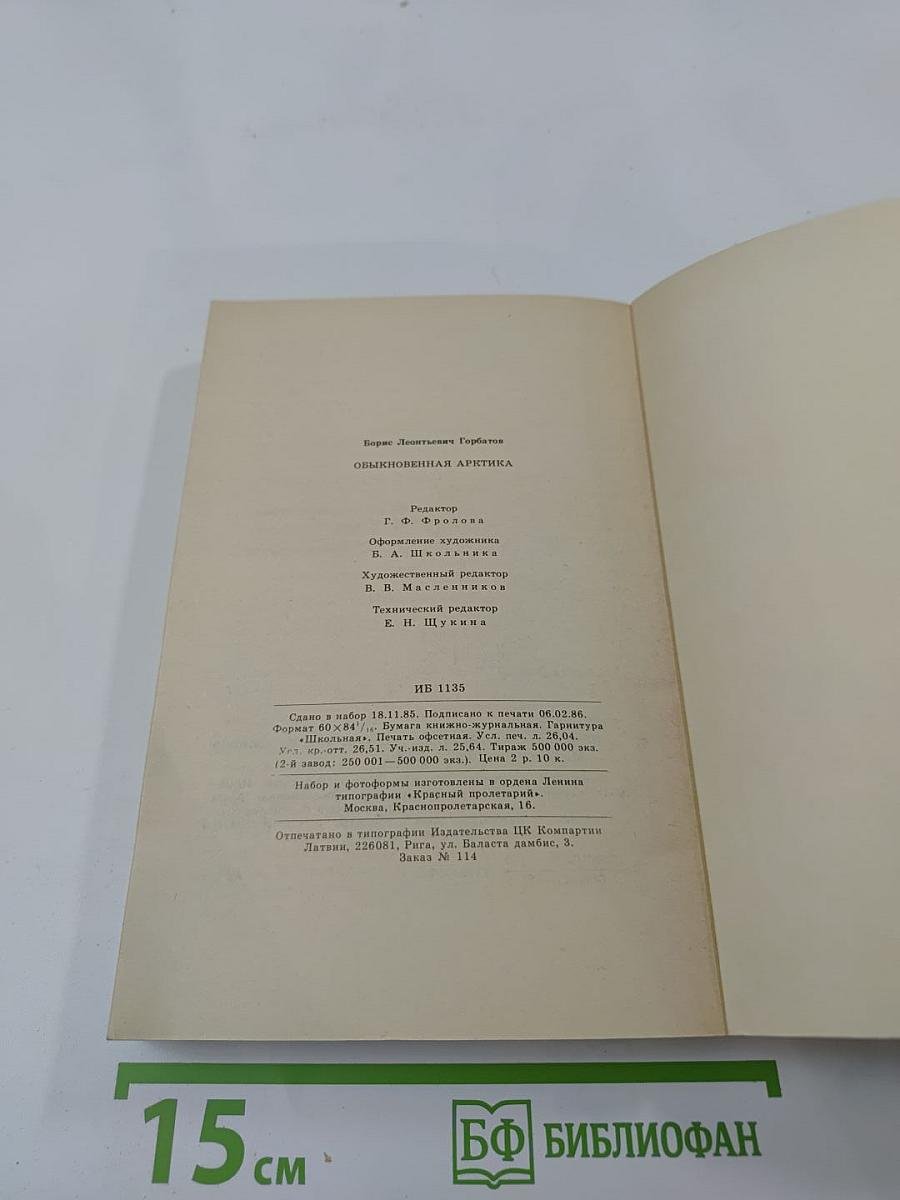 Борис Леонтьевич Горбатов
ОБЫКНОВЕННАЯ АРКТИКА
Редактор
Г. Ф. Фролова
Оформление художника
Б. А. Школьника
Художественный редактор
В. В. Масленников
Технический редактор
Е. Н. Щукина
ИБ 1135
Сдано в набор 18.11.85. Подписано к печати 06.02.86.
Формат 60×84¹/₁₆. Бумага книжно-журнальная. Гарнитура
«Школьная». Печать офсетная. Усл. печ. л. 26,04.
Усл. кр.-отт. 26,51. Уч.-изд. л. 25,64. Тираж 500 000 экз.
(2-й завод: 250 001—500 000 экз.). Цена 2 р. 10 к.
Набор и фотоформы изготовлены в ордена Ленина
типографии «Красный пролетарий».
Москва, Краснопролетарская, 16.
Отпечатано в типографии Издательства ЦК Компартии
Латвии, 226081, Рига, ул. Баласта дамбис, 3.
Заказ № 114
15 см
БФ БИБЛИОФАН